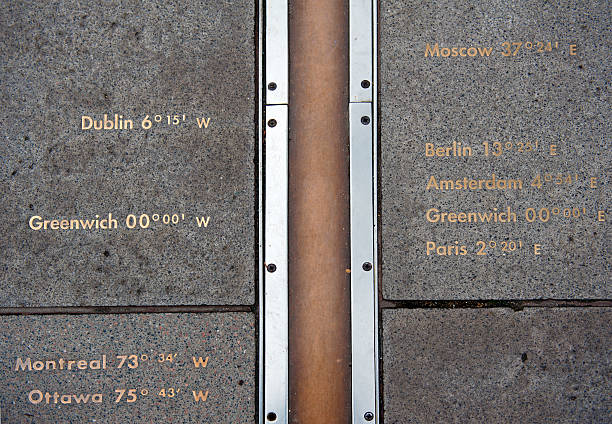 Dublin 6°15' W
Greenwich 00°00' W
Montreal 73° 34' W
Ottawa 75° 43' W
Moscow 37°24' E
Berlin 13°25' E
Amsterdam 4°54' E
Greenwich 00°00' E
Paris 2°20' E